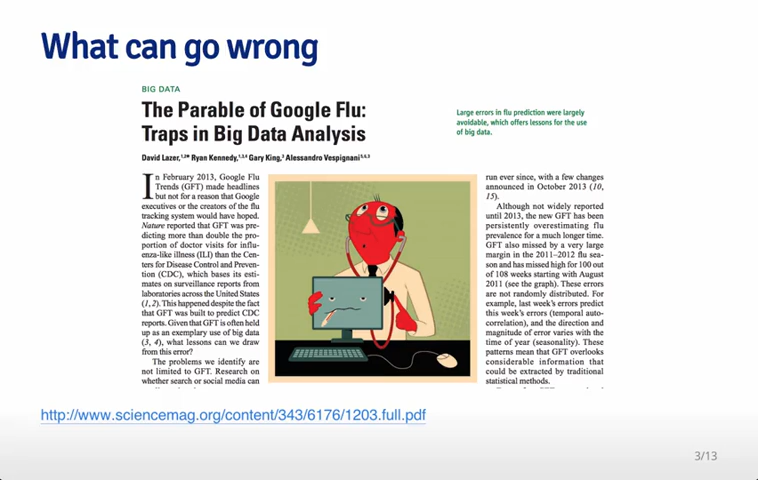 What can go wrong
BIG DATA
The Parable of Google Flu:
Traps in Big Data Analysis
Large errors in flu prediction were largely
avoidable, which offers lessons for the use
of big data.
David Lazer, Ryan Kennedy, Gary King, Alessandro Vespignani
In February 2013, Google Flu
Trends (GFT) made headlines
but not for a reason that Google
executives or the creators of the flu
tracking system would have hoped.
Nature reported that GFT was pre-
dicting more than double the pro-
portion of doctor visits for influ-
enza-like illness (ILI) than the Cen-
ters for Disease Control and Preven-
tion (CDC), which bases its esti-
mates on surveillance reports from
laboratories across the United States
(1, 2). This happened despite the fact
that GFT was built to predict CDC
reports. Given that GFT is often held
up as an exemplary use of big data
(3, 4), what lessons can we draw
from this error?
The problems we identify are
not limited to GFT. Research on
whether search or social media can
run ever since, with a few changes
announced in October 2013 (10,
15).
Although not widely reported
until 2013, the new GFT has been
persistently overestimating flu
prevalence for a much longer time.
GFT also missed by a very large
margin in the 2011–2012 flu sea-
son and has missed high for 100 out
of 108 weeks starting with August
2011 (see the graph). These errors
are not randomly distributed. For
example, last week's errors predict
this week's errors (temporal auto-
correlation), and the direction and
magnitude of error varies with the
time of year (seasonality). These
patterns mean that GFT overlooks
considerable information that
could be extracted by traditional
statistical methods.
http://www.sciencemag.org/content/343/6176/1203.full.pdf
3/13